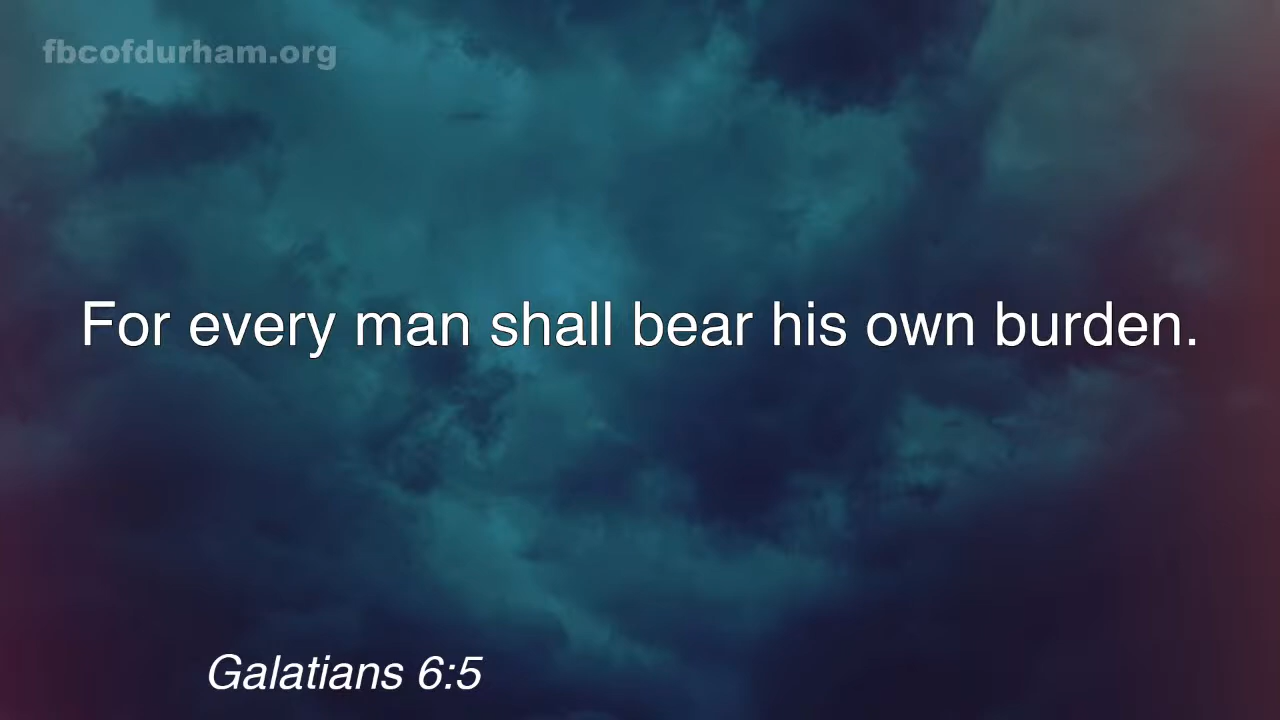 fbcofdurham.org
For every man shall bear his own burden.
Galatians 6:5